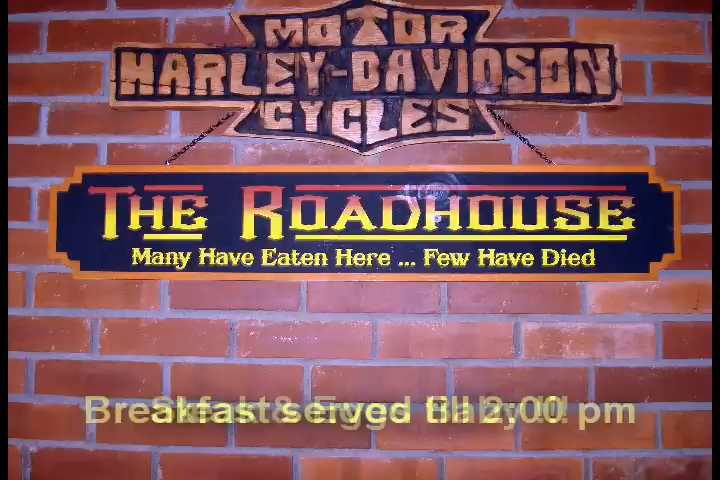 MOTOR
HARLEY-DAVIDSON
CYCLES
THE ROADHOUSE
Many Have Eaten Here ... Few Have Died
Breakfast served till 2:00 pm